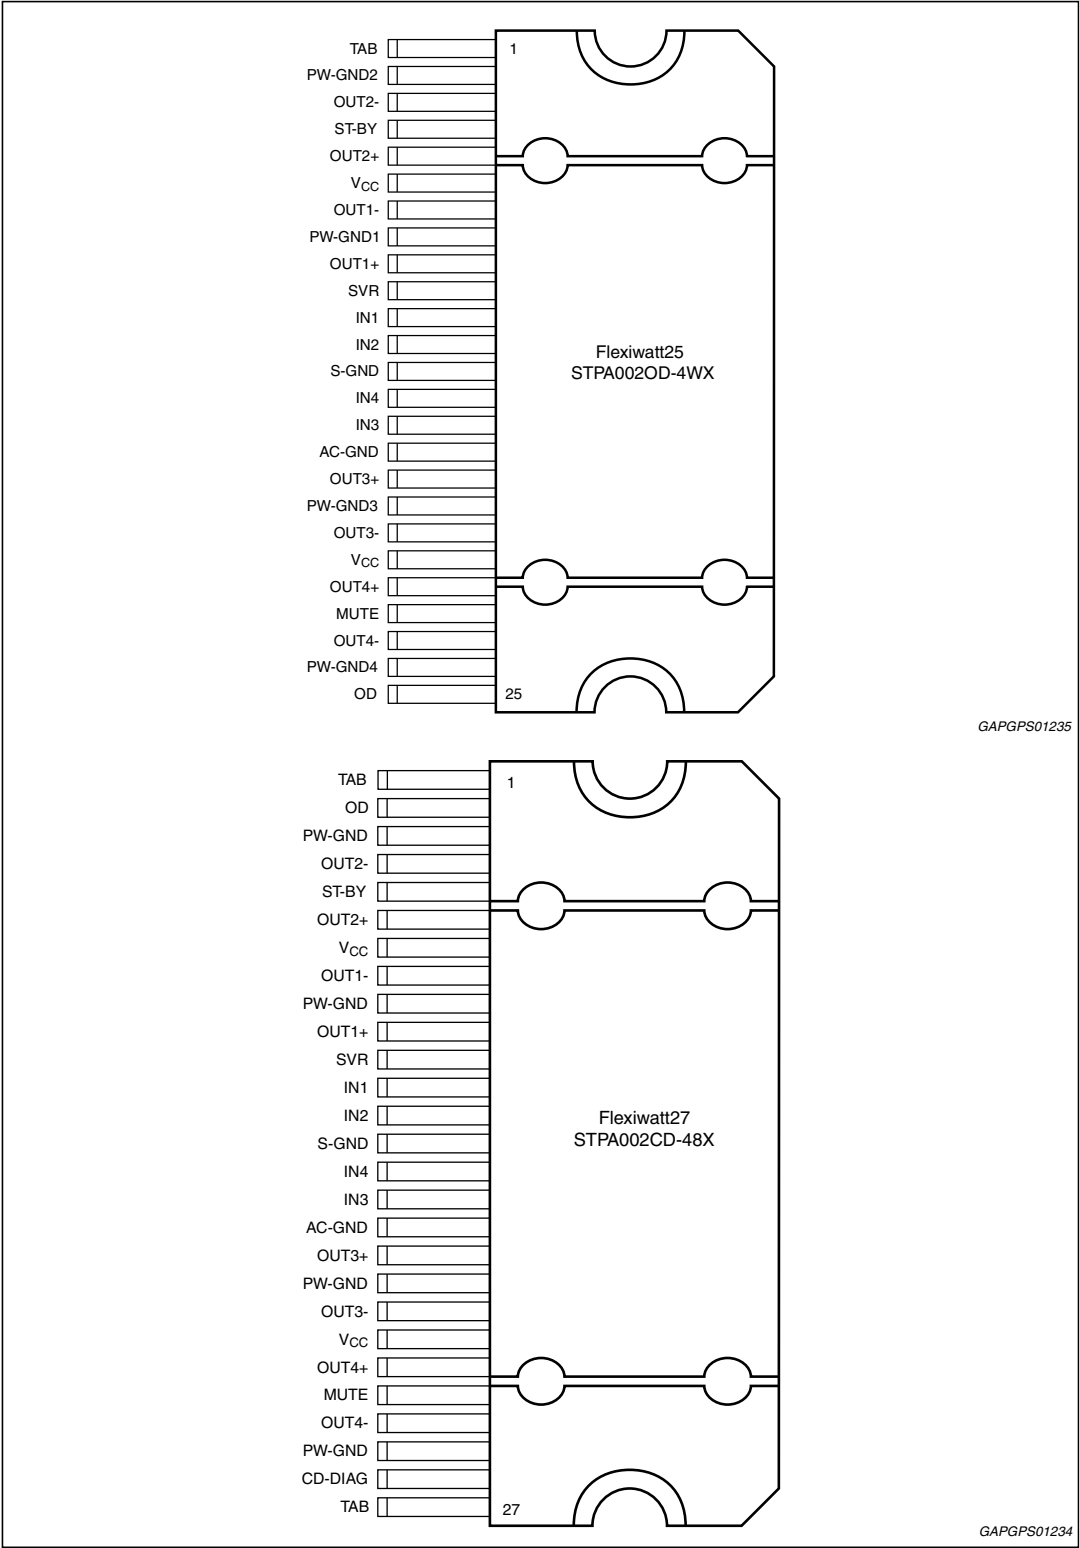 TAB
1
PW-GND2
OUT2-
ST-BY
OUT2+
VCC
OUT1-
PW-GND1
OUT1+
SVR
IN1
IN2
Flexiwatt25
STPA002OD-4WX
S-GND
IN4
IN3
AC-GND
OUT3+
PW-GND3
OUT3-
VCC
OUT4+
MUTE
OUT4-
PW-GND4
OD
25
GAPGPS01235
TAB
1
OD
PW-GND
OUT2-
ST-BY
OUT2+
VCC
OUT1-
PW-GND
OUT1+
SVR
IN1
IN2
Flexiwatt27
STPA002CD-48X
S-GND
IN4
IN3
AC-GND
OUT3+
PW-GND
OUT3-
VCC
OUT4+
MUTE
OUT4-
PW-GND
CD-DIAG
TAB
27
GAPGPS01234